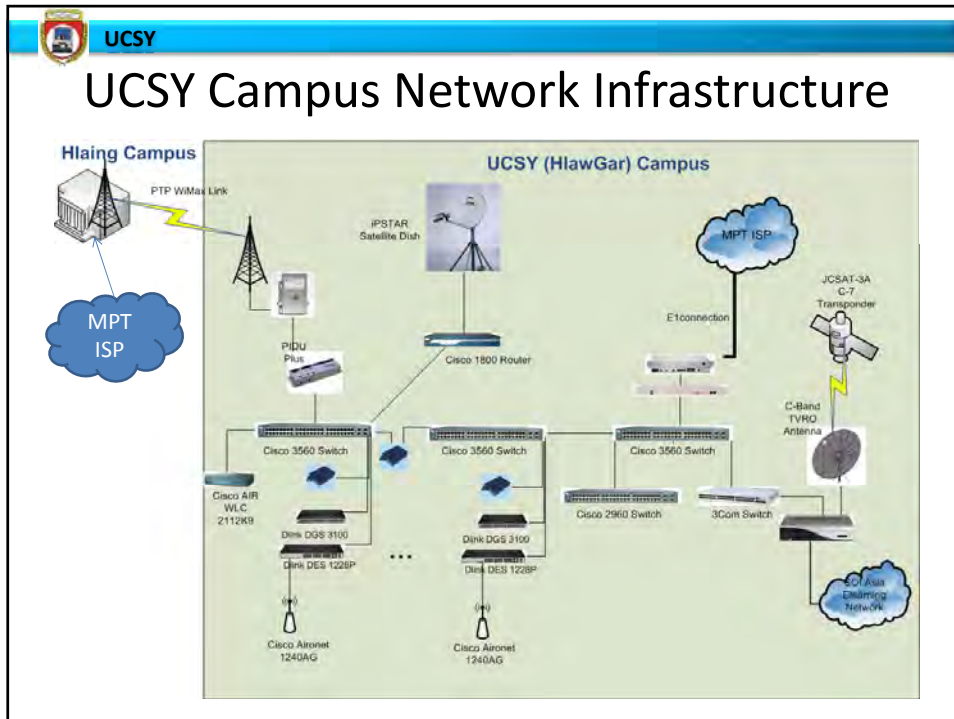 UCSY
UCSY Campus Network Infrastructure
Hlaing Campus
UCSY (HlawGar) Campus
PTP WiMax Link
iPSTAR
Satellite Dish
MPT ISP
JCSAT-3A
C-7
Transponder
MPT
ISP
E1connection
PIDU
Plus
Cisco 1800 Router
C-Band
TVRO
Antenna
Cisco 3560 Switch
Cisco 3560 Switch
Cisco 3560 Switch
Cisco AIR
WLC
2112K9
Cisco 2960 Switch
3Com Switch
Dlink DGS 3100
Dlink DGS 3100
Dlink DES 1228P
Dlink DES 1228P
...
SOI Asia
Elearning
Network
Cisco Aironet
1240AG
Cisco Aironet
1240AG